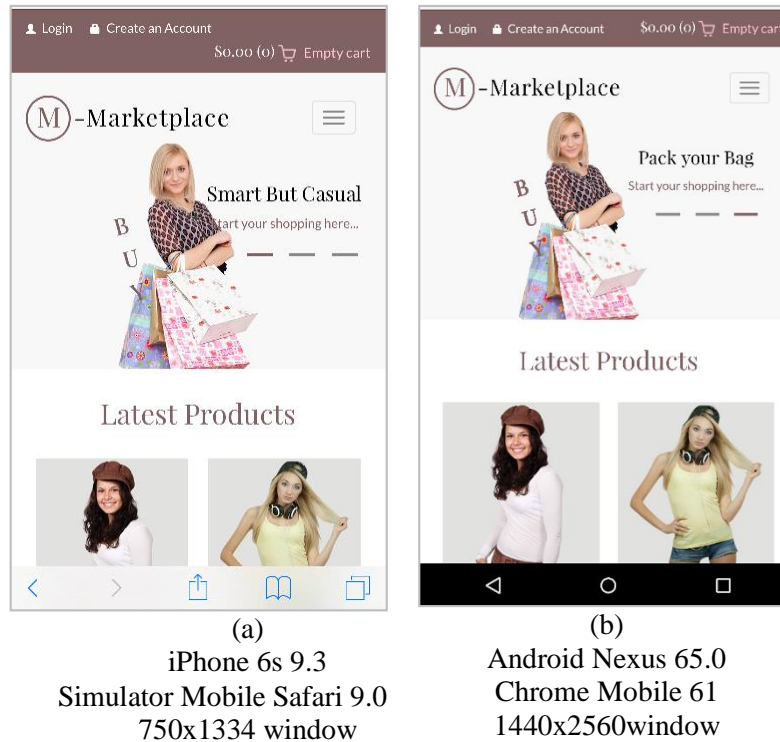 Login Create an Account
$0.00 (0) Empty cart
M-Marketplace
Smart But Casual
Start your shopping here...
B
U
Y
Latest Products
(a)
iPhone 6s 9.3
Simulator Mobile Safari 9.0
750x1334 window
Login Create an Account $0.00 (0) Empty car
M-Marketplace
Pack your Bag
Start your shopping here...
B
U
Y
Latest Products
(b)
Android Nexus 65.0
Chrome Mobile 61
1440x2560window